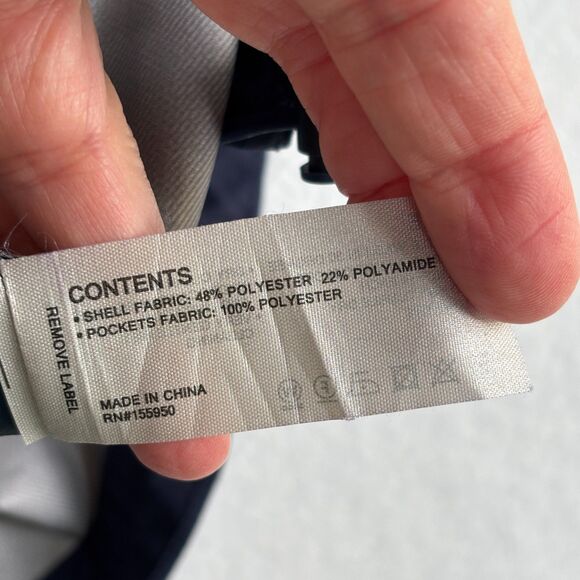 CONTENTS
• SHELL FABRIC: 48% POLYESTER 22% POLYAMIDE
• POCKETS FABRIC: 100% POLYESTER
REMOVE LABEL
MADE IN CHINA
RN#155950